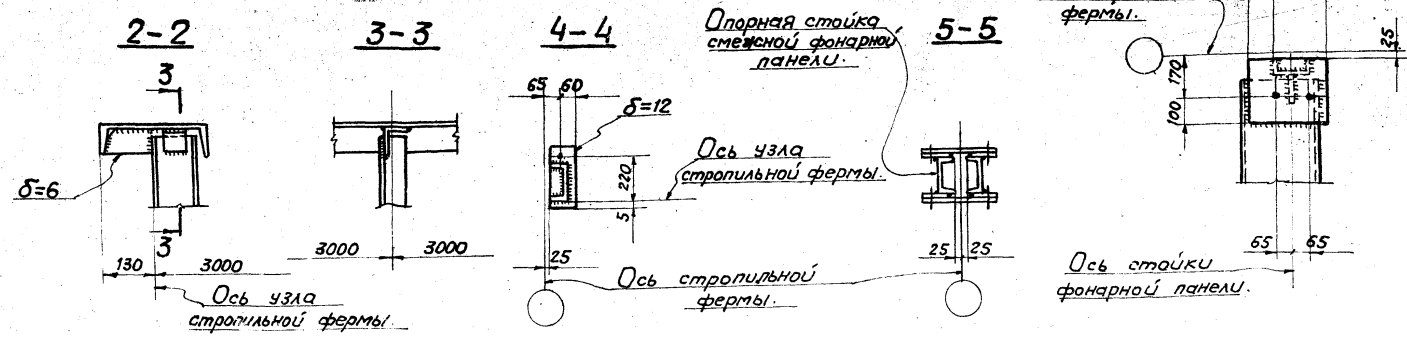 2-2
3
δ=6
3
130
3000
Ось узла
стропильной фермы.
3-3
3000
3000
4-4
65
60
δ=12
220
5
25
Ось узла
стропильной фермы.
Ось стропильной
фермы.
Опорная стойка
смежной фонарной
панели.
5-5
25
25
фермы.
25
170
100
65
65
Ось стойки
фонарной панели.